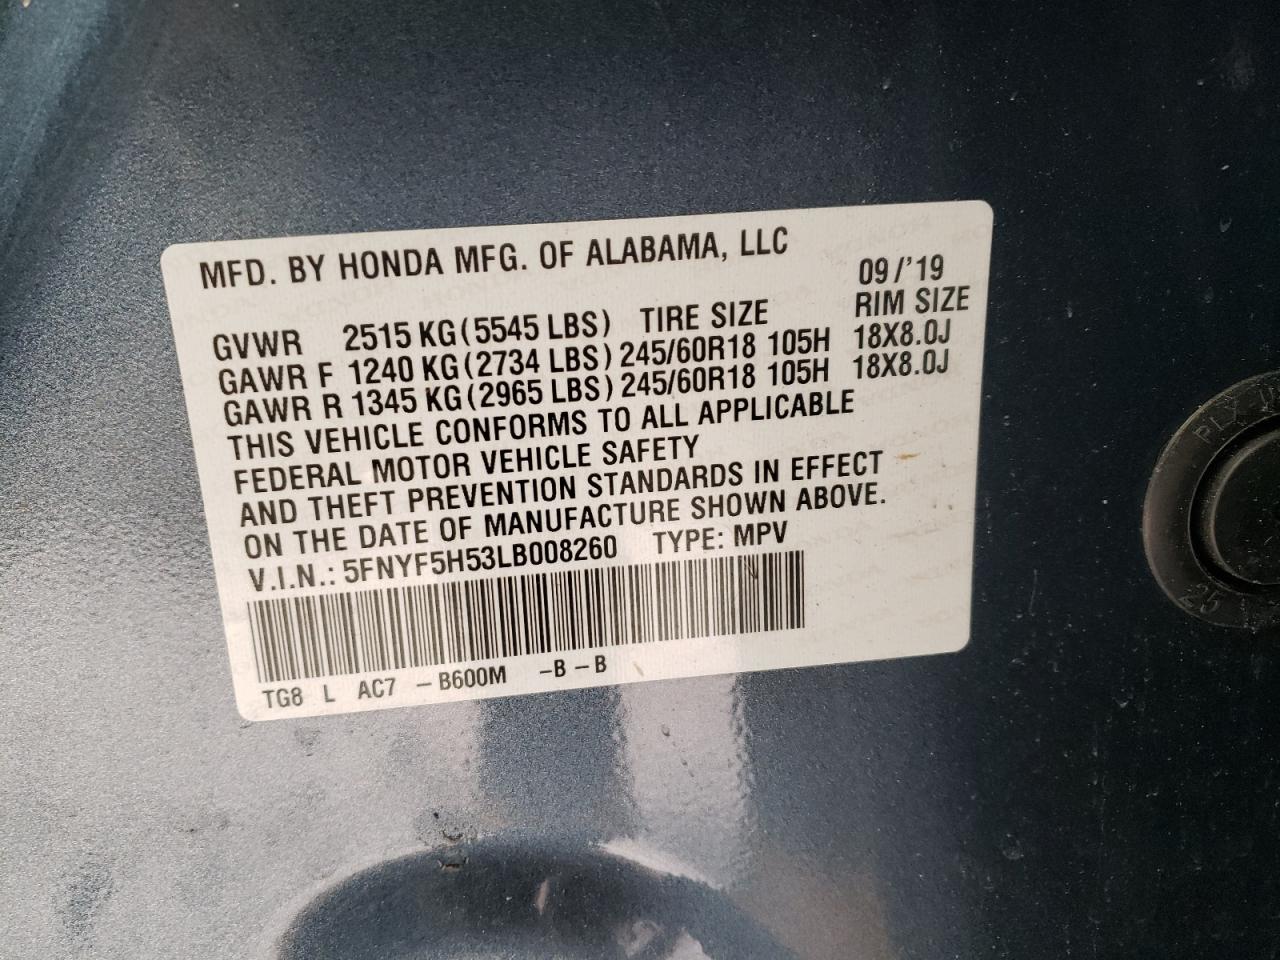 MFD. BY HONDA MFG. OF ALABAMA, LLC
09/'19
GVWR 2515 KG(5545 LBS) TIRE SIZE RIM SIZE
GAWR F 1240 KG(2734 LBS) 245/60R18 105H 18X8.0J
GAWR R 1345 KG(2965 LBS) 245/60R18 105H 18X8.0J
THIS VEHICLE CONFORMS TO ALL APPLICABLE
FEDERAL MOTOR VEHICLE SAFETY
AND THEFT PREVENTION STANDARDS IN EFFECT
ON THE DATE OF MANUFACTURE SHOWN ABOVE.
V.I.N.: 5FNYF5H53LB008260 TYPE: MPV
TG8 L AC7 -B600M -B-B
25